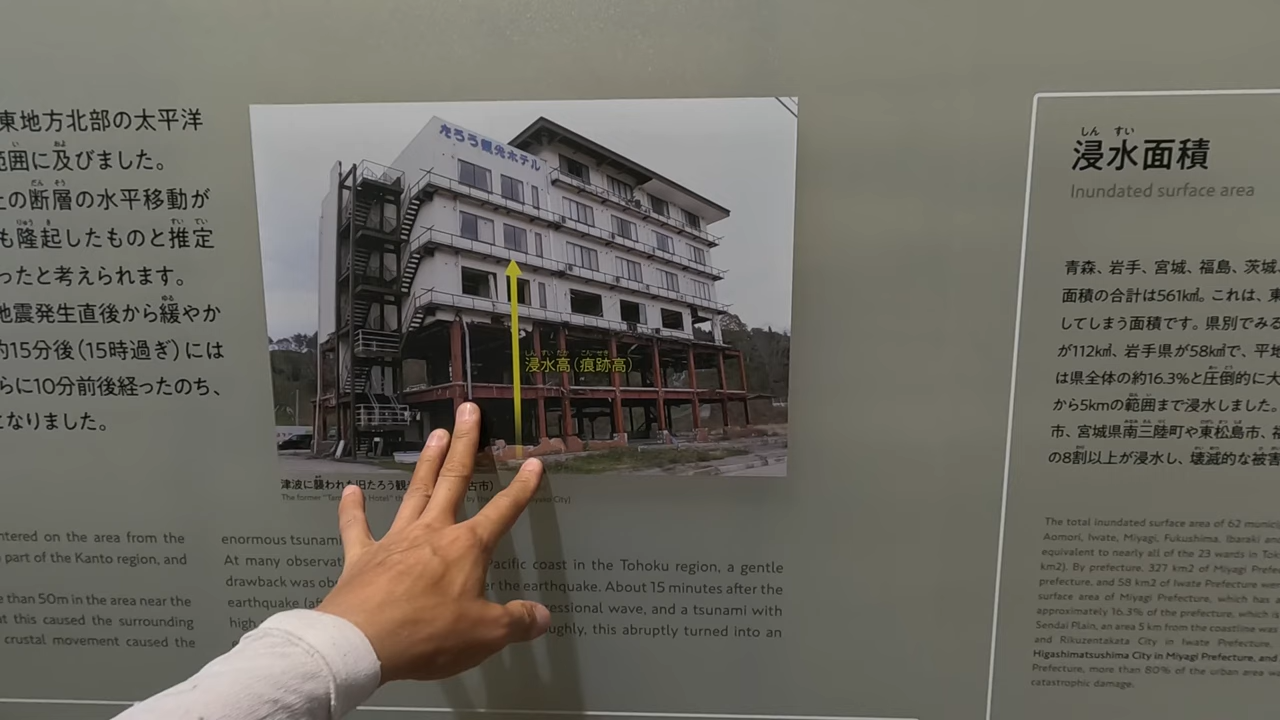 東地方北部の太平洋
範囲に及びました。
上の断層の水平移動が
も隆起したものと推定
ったと考えられます。
地震発生直後から緩やか
約15分後（15時過ぎ）には
らに10分前後経ったのち、
となりました。
ntered on the area from the
part of the Kanto region, and
e than 50m in the area near the
t this caused the surrounding
crustal movement caused the
たろう観光ホテル
浸水高（痕跡高）
津波に襲われた旧たろう観
古市）
The former "Tar
Hotel" th
by
yako City)
enormous tsunam
At many observat
Pacific coast in the Tohoku region, a gentle
drawback was ob
er the earthquake. About 15 minutes after the
earthquake (af
ressional wave, and a tsunami with
high
oughly, this abruptly turned into an
浸水面積
Inundated surface area
青森、岩手、宮城、福島、茨城
面積の合計は561km²。これは、東
してしまう面積です。県別でみる
が112km²、岩手県が58km²で、平
は県全体の約16.3%と圧倒的に大
から5kmの範囲まで浸水しました。
市、宮城県南三陸町や東松島市、福
の8割以上が浸水し、壊滅的な被害
The total inundated surface area of 62 munici
Aomori, Iwate, Miyagi, Fukushima, Ibaraki and
equivalent to nearly all of the 23 wards in Tok
km2). By prefecture, 327 km2 of Miyagi Prefe
prefecture, and 58 km2 of Iwate Prefecture wer
surface area of Miyagi Prefecture, which has a
approximately 16.3% of the prefecture, which is
Sendai Plain, an area 5 km from the coastline was
and Rikuzentakata City in Iwate Prefecture,
Higashimatsushima City in Miyagi Prefecture, and
Prefecture, more than 80% of the urban area wa
catastrophic damage.